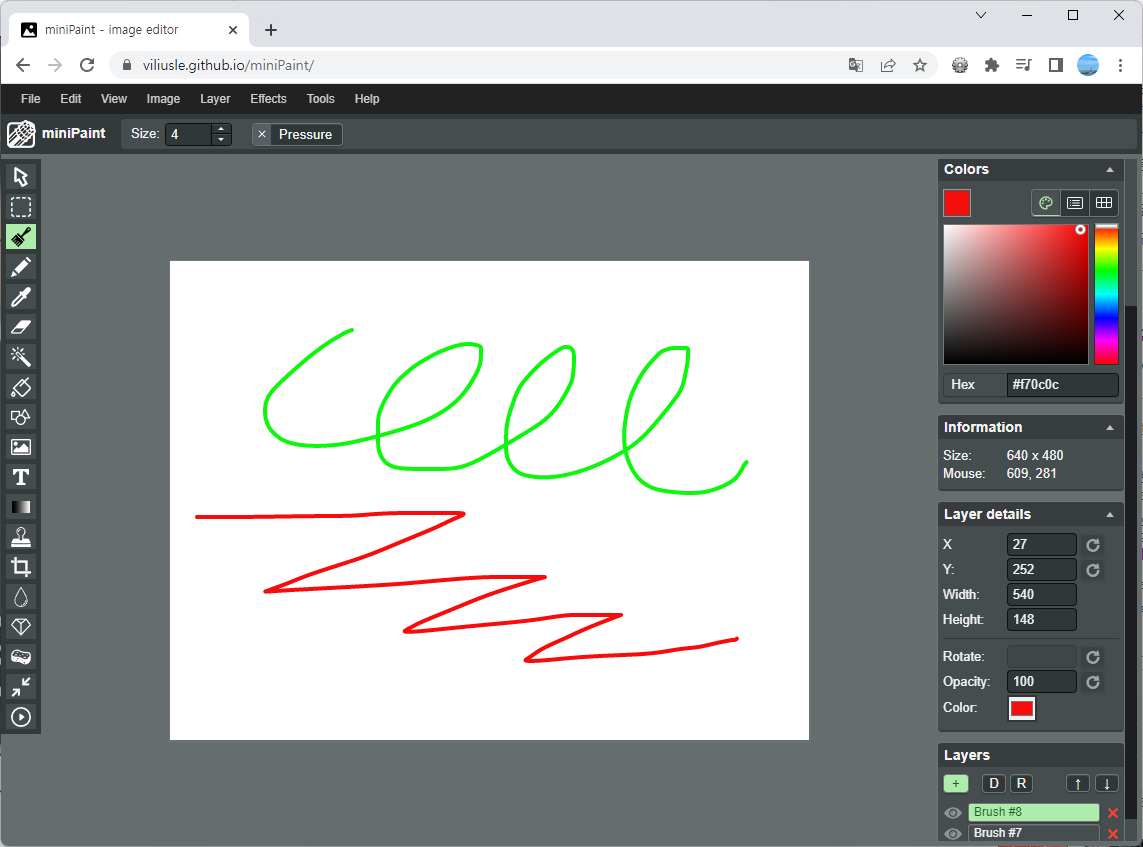 miniPaint - image editor
viliusle.github.io/miniPaint/
File Edit View Image Layer Effects Tools Help
miniPaint Size: 4 × Pressure
Colors
Hex #f70c0c
Information
Size: 640 x 480
Mouse: 609, 281
Layer details
X 27
Y: 252
Width: 540
Height: 148
Rotate:
Opacity: 100
Color:
Layers
+ D R ↑ ↓
Brush #8
Brush #7